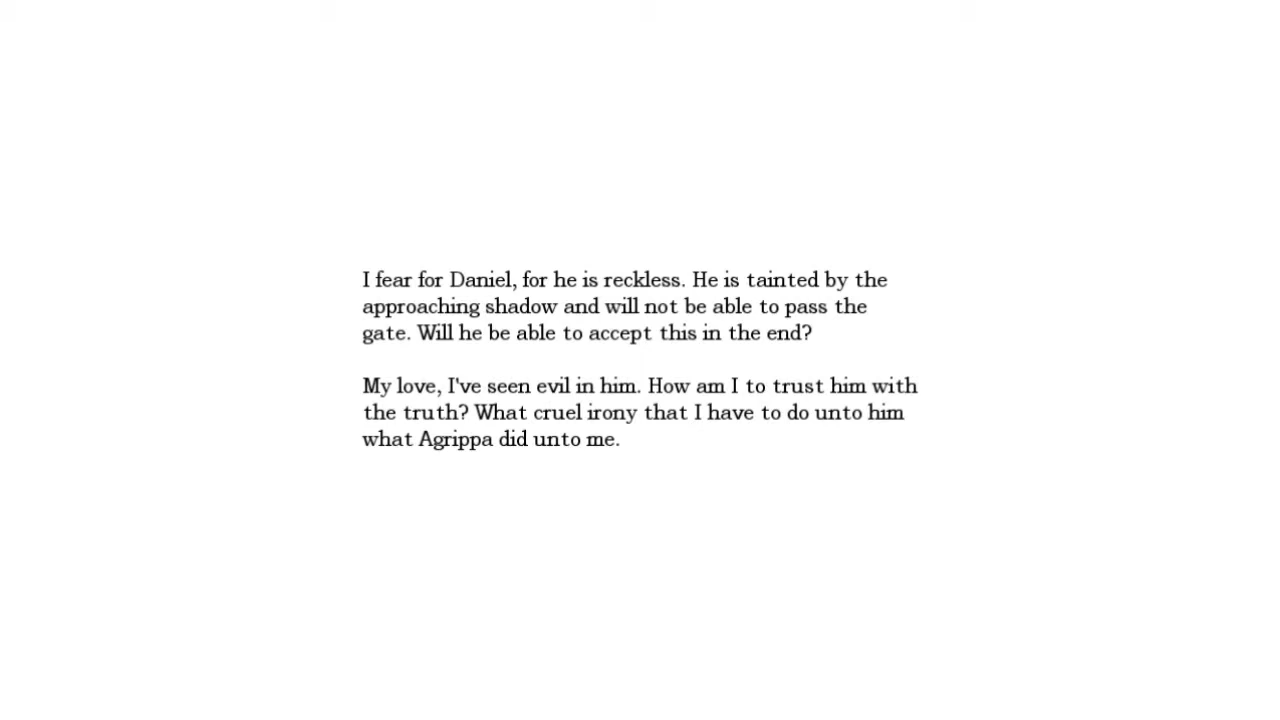 I fear for Daniel, for he is reckless. He is tainted by the
approaching shadow and will not be able to pass the
gate. Will he be able to accept this in the end?
My love, I've seen evil in him. How am I to trust him with
the truth? What cruel irony that I have to do unto him
what Agrippa did unto me.